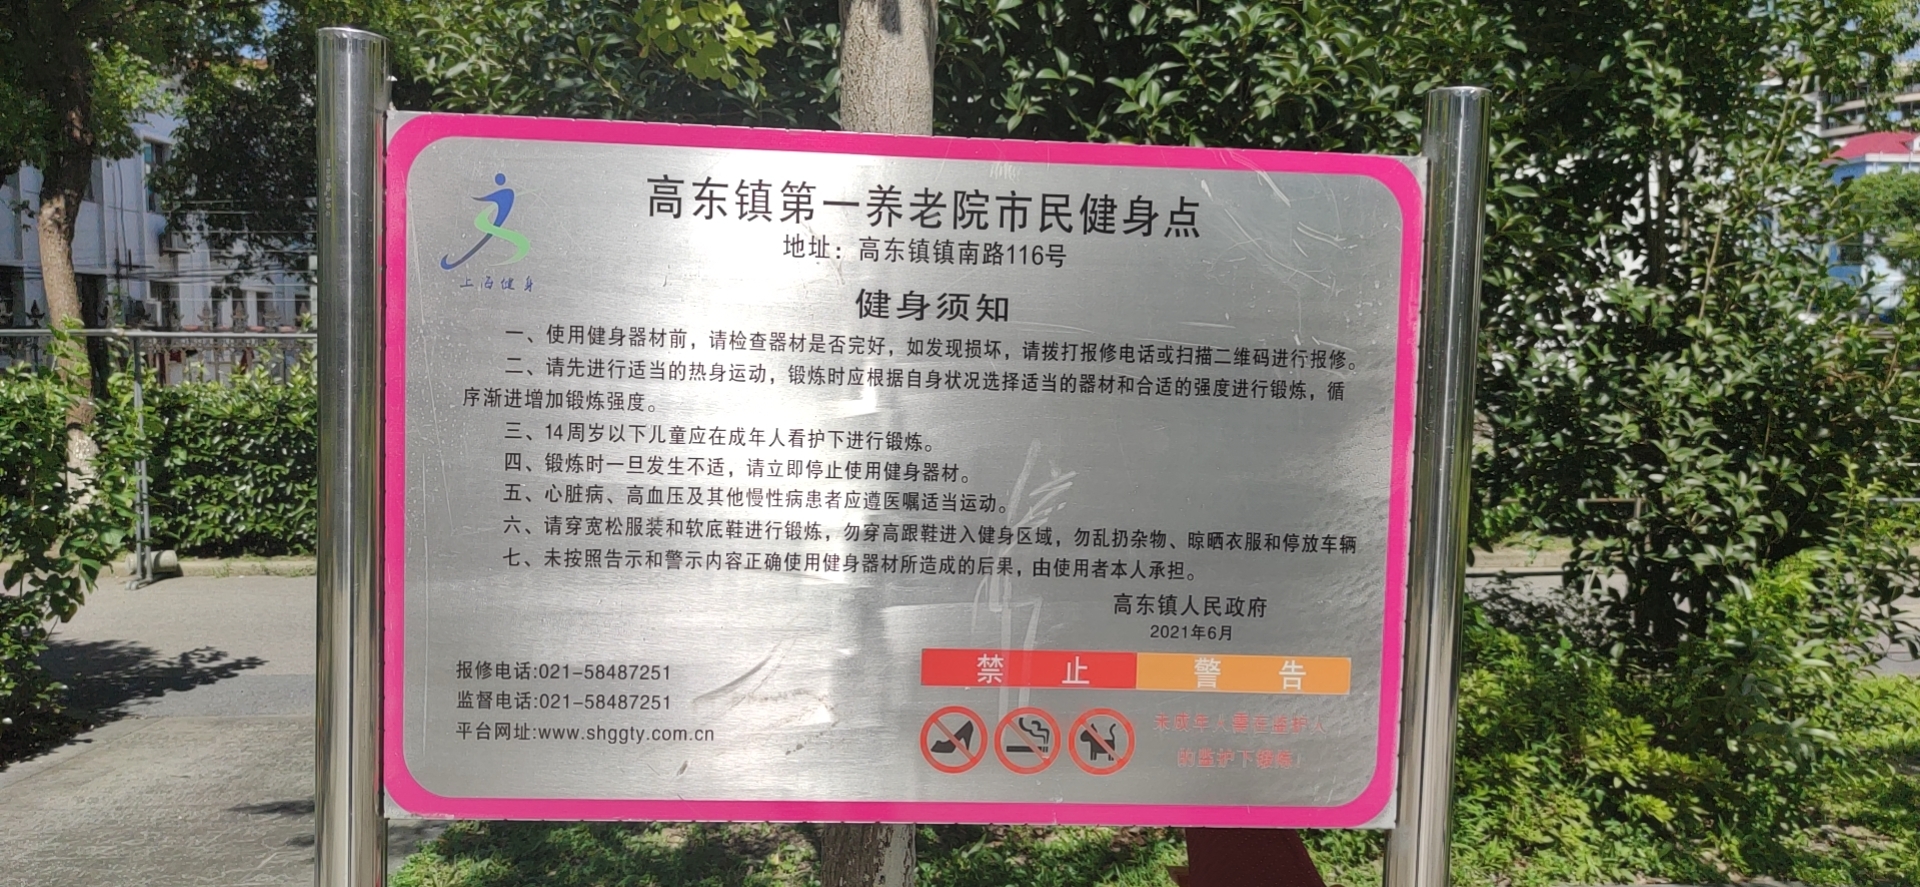 高东镇第一养老院市民健身点
地址：高东镇镇南路116号
上海健身
健身须知
一、使用健身器材前，请检查器材是否完好，如发现损坏，请拨打报修电话或扫描二维码进行报修。
二、请先进行适当的热身运动，锻炼时应根据自身状况选择适当的器材和合适的强度进行锻炼，循
序渐进增加锻炼强度。
三、14周岁以下儿童应在成年人看护下进行锻炼。
四、锻炼时一旦发生不适，请立即停止使用健身器材。
五、心脏病、高血压及其他慢性病患者应遵医嘱适当运动。
六、请穿宽松服装和软底鞋进行锻炼，勿穿高跟鞋进入健身区域，勿乱扔杂物、晾晒衣服和停放车辆
七、未按照告示和警示内容正确使用健身器材所造成的后果，由使用者本人承担。
高东镇人民政府
2021年6月
报修电话:021-58487251
监督电话:021-58487251
平台网址:www.shggty.com.cn
禁止
警告
未成年人需在监护人
的监护下锻炼！